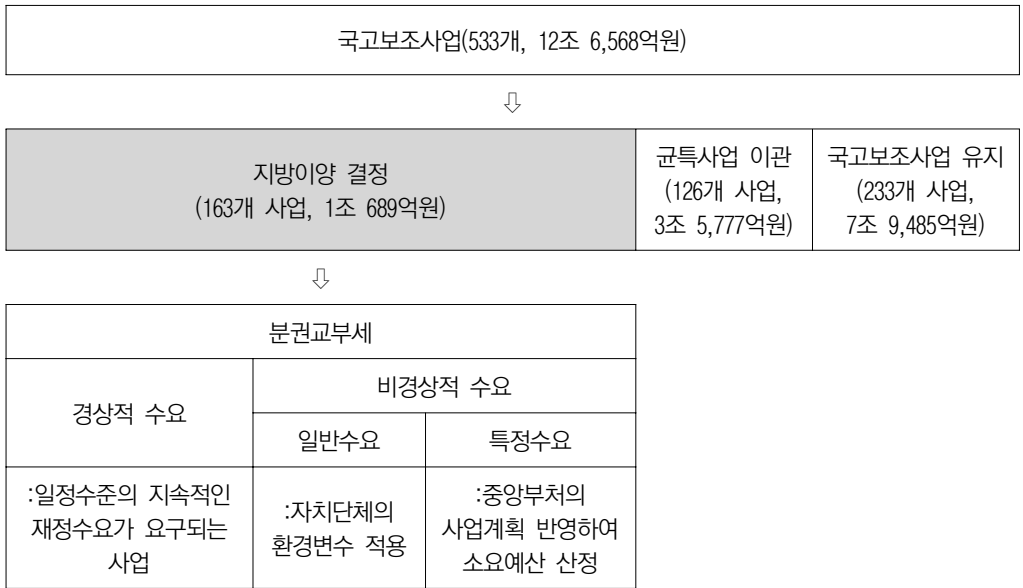 국고보조사업(533개, 12조 6,568억원)
⇩
지방이양 결정
(163개 사업, 1조 689억원)
균특사업 이관
(126개 사업,
3조 5,777억원)
국고보조사업 유지
(233개 사업,
7조 9,485억원)
⇩
분권교부세
경상적 수요
비경상적 수요
일반수요
특정수요
:일정수준의 지속적인
재정수요가 요구되는
사업
:자치단체의
환경변수 적용
:중앙부처의
사업계획 반영하여
소요예산 산정